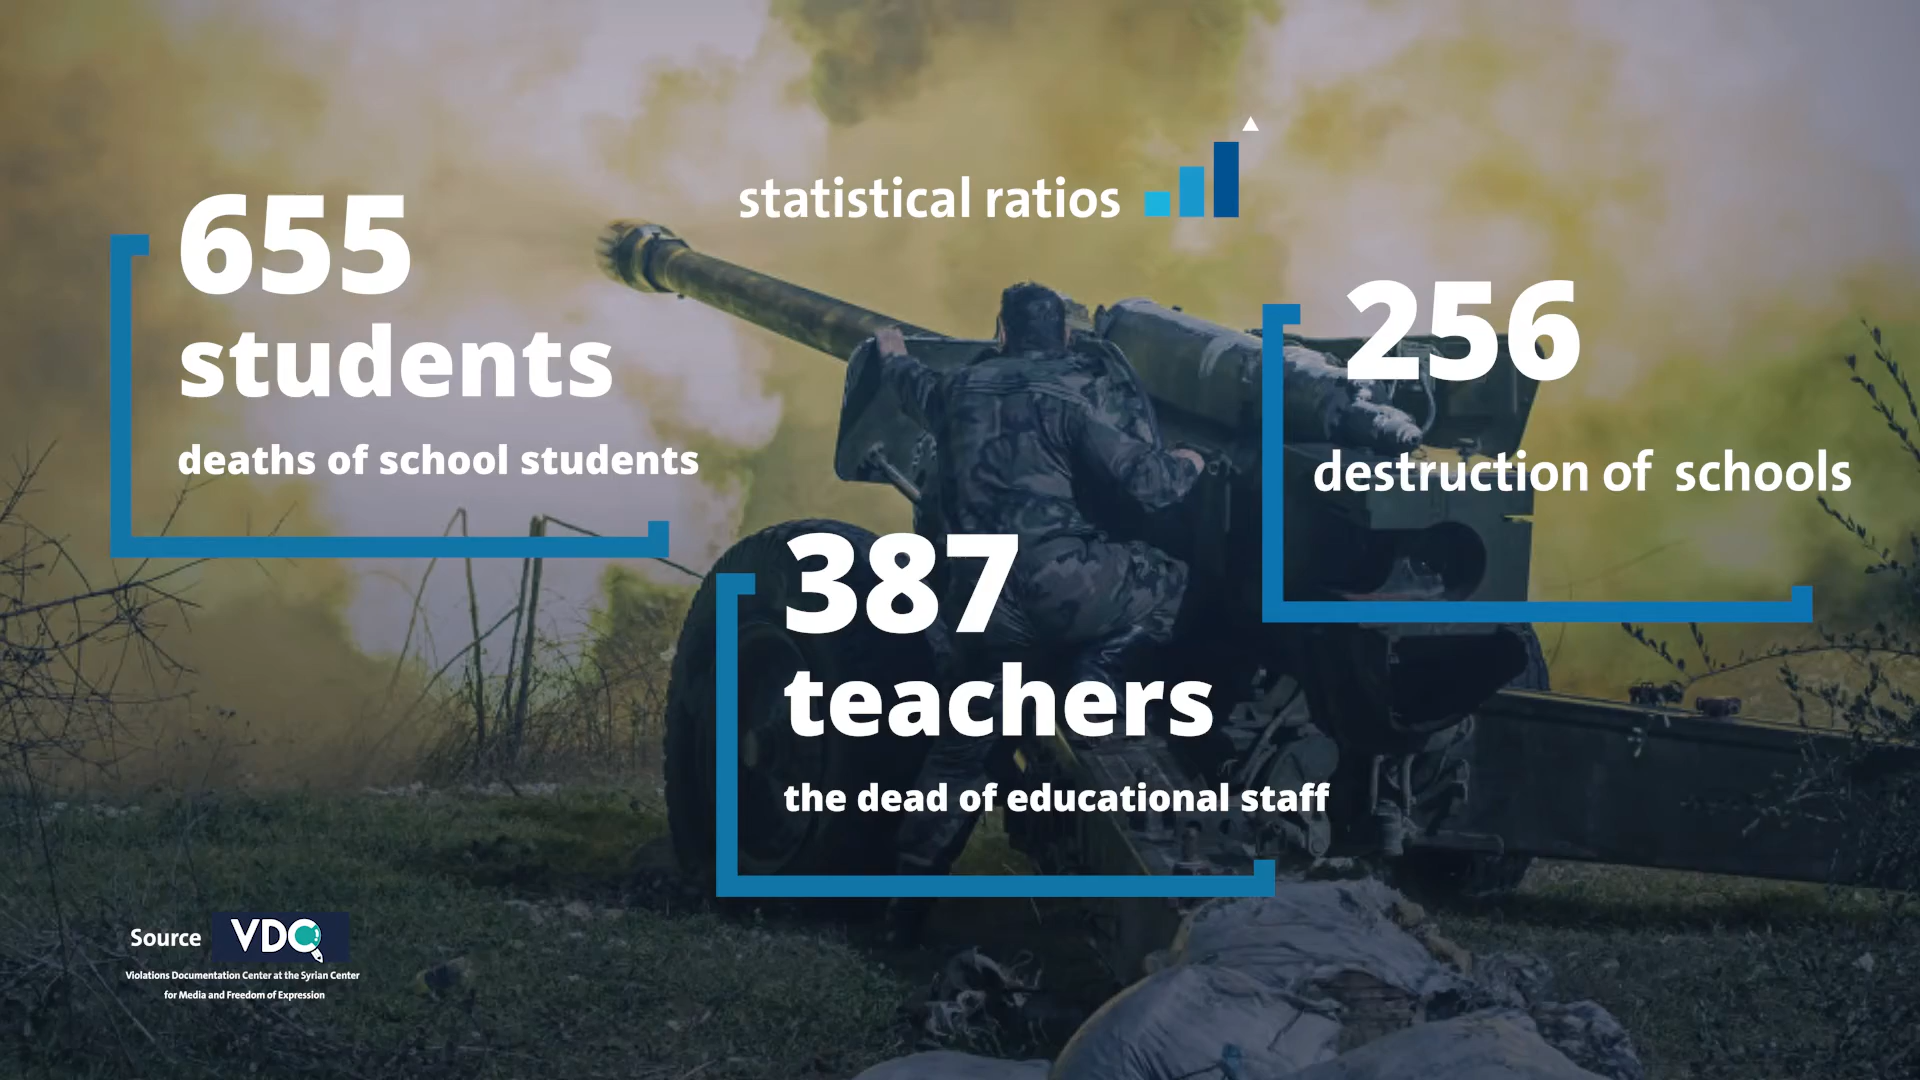 statistical ratios
655
students
deaths of school students
256
destruction of schools
387
teachers
the dead of educational staff
Source VDC
Violations Documentation Center at the Syrian Center
for Media and Freedom of Expression